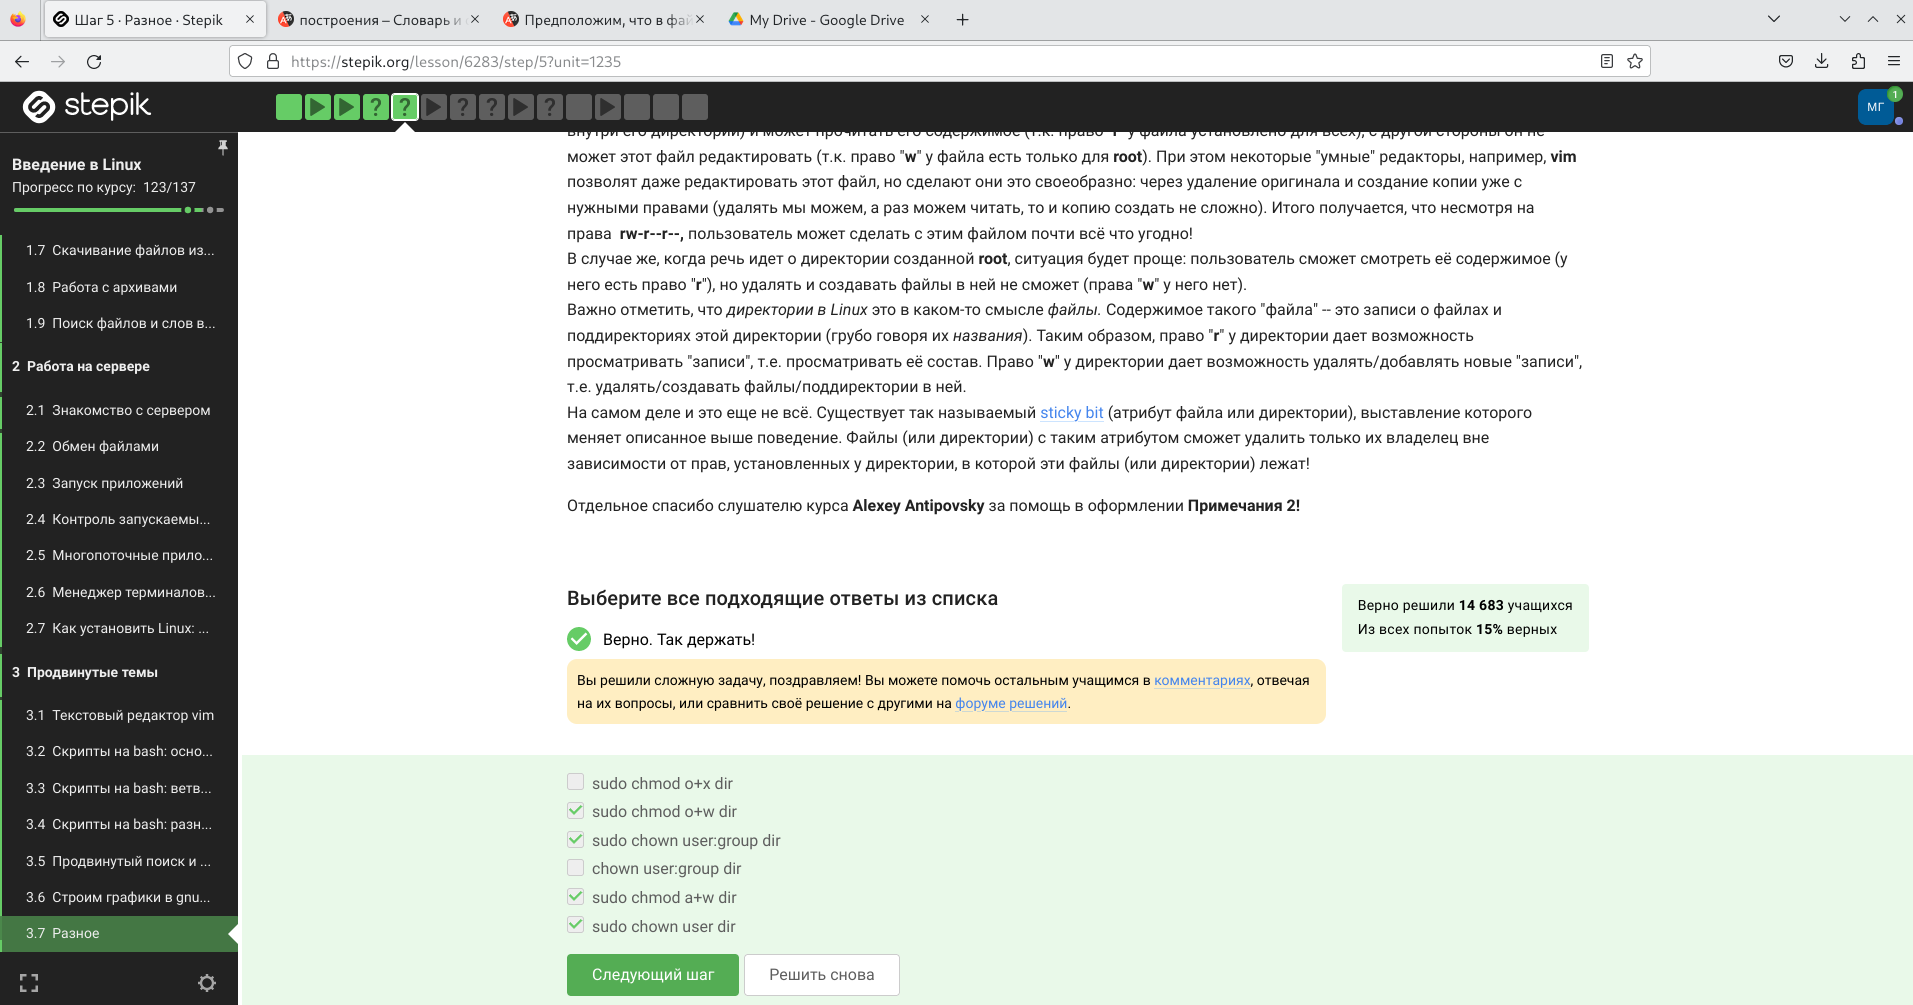 Шаг 5 · Разное · Stepik
построения – Словарь и
Предположим, что в фай
My Drive - Google Drive
https://stepik.org/lesson/6283/step/5?unit=1235
stepik
МГ
1
Введение в Linux
Прогресс по курсу: 123/137
1.7 Скачивание файлов из...
1.8 Работа с архивами
1.9 Поиск файлов и слов в...
2 Работа на сервере
2.1 Знакомство с сервером
2.2 Обмен файлами
2.3 Запуск приложений
2.4 Контроль запускаемы...
2.5 Многопоточные прило...
2.6 Менеджер терминалов...
2.7 Как установить Linux: ...
3 Продвинутые темы
3.1 Текстовый редактор vim
3.2 Скрипты на bash: осно...
3.3 Скрипты на bash: ветв...
3.4 Скрипты на bash: разн...
3.5 Продвинутый поиск и ...
3.6 Строим графики в gnu...
3.7 Разное
внутри его директории) и может прочитать его содержимое (т.к. право "r" у файла установлено для всех), с другой стороны он не
может этот файл редактировать (т.к. право "w" у файла есть только для root). При этом некоторые "умные" редакторы, например, vim
позволят даже редактировать этот файл, но сделают они это своеобразно: через удаление оригинала и создание копии уже с
нужными правами (удалять мы можем, а раз можем читать, то и копию создать не сложно). Итого получается, что несмотря на
права rw-r--r--, пользователь может сделать с этим файлом почти всё что угодно!
В случае же, когда речь идет о директории созданной root, ситуация будет проще: пользователь сможет смотреть её содержимое (у
него есть право "r"), но удалять и создавать файлы в ней не сможет (права "w" у него нет).
Важно отметить, что директории в Linux это в каком-то смысле файлы. Содержимое такого "файла" -- это записи о файлах и
поддиректориях этой директории (грубо говоря их названия). Таким образом, право "r" у директории дает возможность
просматривать "записи", т.е. просматривать её состав. Право "w" у директории дает возможность удалять/добавлять новые "записи",
т.е. удалять/создавать файлы/поддиректории в ней.
На самом деле и это еще не всё. Существует так называемый sticky bit (атрибут файла или директории), выставление которого
меняет описанное выше поведение. Файлы (или директории) с таким атрибутом сможет удалить только их владелец вне
зависимости от прав, установленных у директории, в которой эти файлы (или директории) лежат!
Отдельное спасибо слушателю курса Alexey Antipovsky за помощь в оформлении Примечания 2!
Выберите все подходящие ответы из списка
Верно решили 14 683 учащихся
Из всех попыток 15% верных
Верно. Так держать!
Вы решили сложную задачу, поздравляем! Вы можете помочь остальным учащимся в комментариях, отвечая
на их вопросы, или сравнить своё решение с другими на форуме решений.
sudo chmod o+x dir
sudo chmod o+w dir
sudo chown user:group dir
chown user:group dir
sudo chmod a+w dir
sudo chown user dir
Следующий шаг
Решить снова